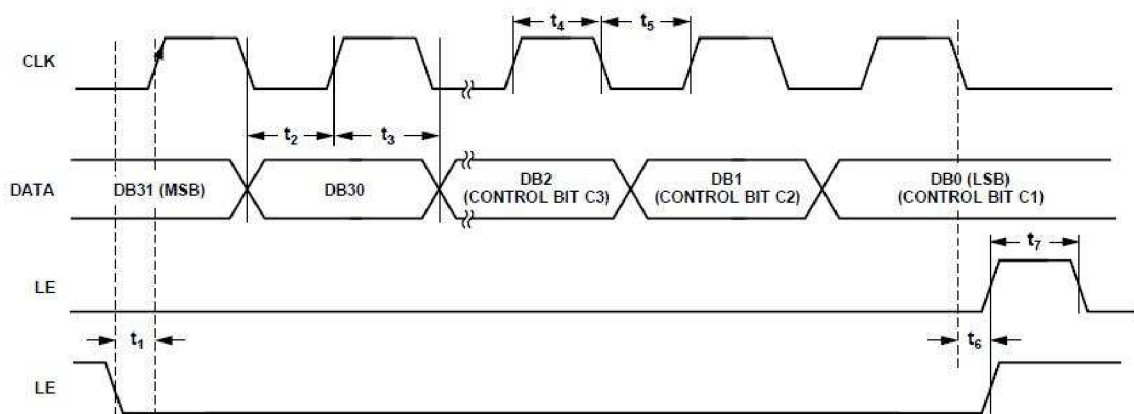 t4 t5
CLK
t2 t3
DATA DB31 (MSB) DB30 DB2 (CONTROL BIT C3) DB1 (CONTROL BIT C2) DB0 (LSB) (CONTROL BIT C1)
t7
LE
t1 t6
LE